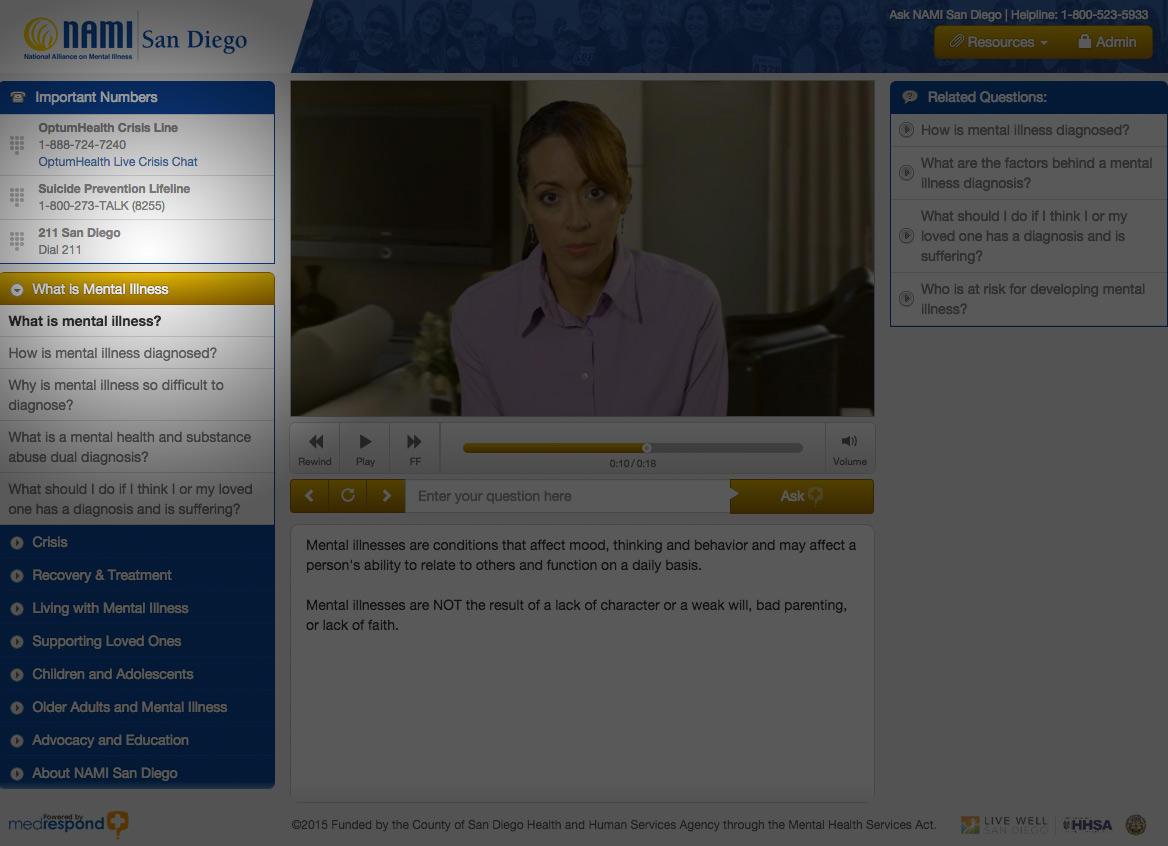 NAMI San Diego
National Alliance on Mental Illness
Ask NAMI San Diego | Helpline: 1-800-523-5933
Resources
Admin
Important Numbers
OptumHealth Crisis Line
1-888-724-7240
OptumHealth Live Crisis Chat
Suicide Prevention Lifeline
1-800-273-TALK (8255)
211 San Diego
Dial 211
What is Mental Illness
What is mental illness?
How is mental illness diagnosed?
Why is mental illness so difficult to
diagnose?
What is a mental health and substance
abuse dual diagnosis?
What should I do if I think I or my loved
one has a diagnosis and is suffering?
Crisis
Recovery & Treatment
Living with Mental Illness
Supporting Loved Ones
Children and Adolescents
Older Adults and Mental Illness
Advocacy and Education
About NAMI San Diego
Rewind
Play
FF
0:10 / 0:18
Volume
Enter your question here
Ask
Mental illnesses are conditions that affect mood, thinking and behavior and may affect a
person's ability to relate to others and function on a daily basis.
Mental illnesses are NOT the result of a lack of character or a weak will, bad parenting,
or lack of faith.
Related Questions:
How is mental illness diagnosed?
What are the factors behind a mental
illness diagnosis?
What should I do if I think I or my
loved one has a diagnosis and is
suffering?
Who is at risk for developing mental
illness?
Powered by
medrespond
©2015 Funded by the County of San Diego Health and Human Services Agency through the Mental Health Services Act.
LIVE WELL
SAN DIEGO
HHSA